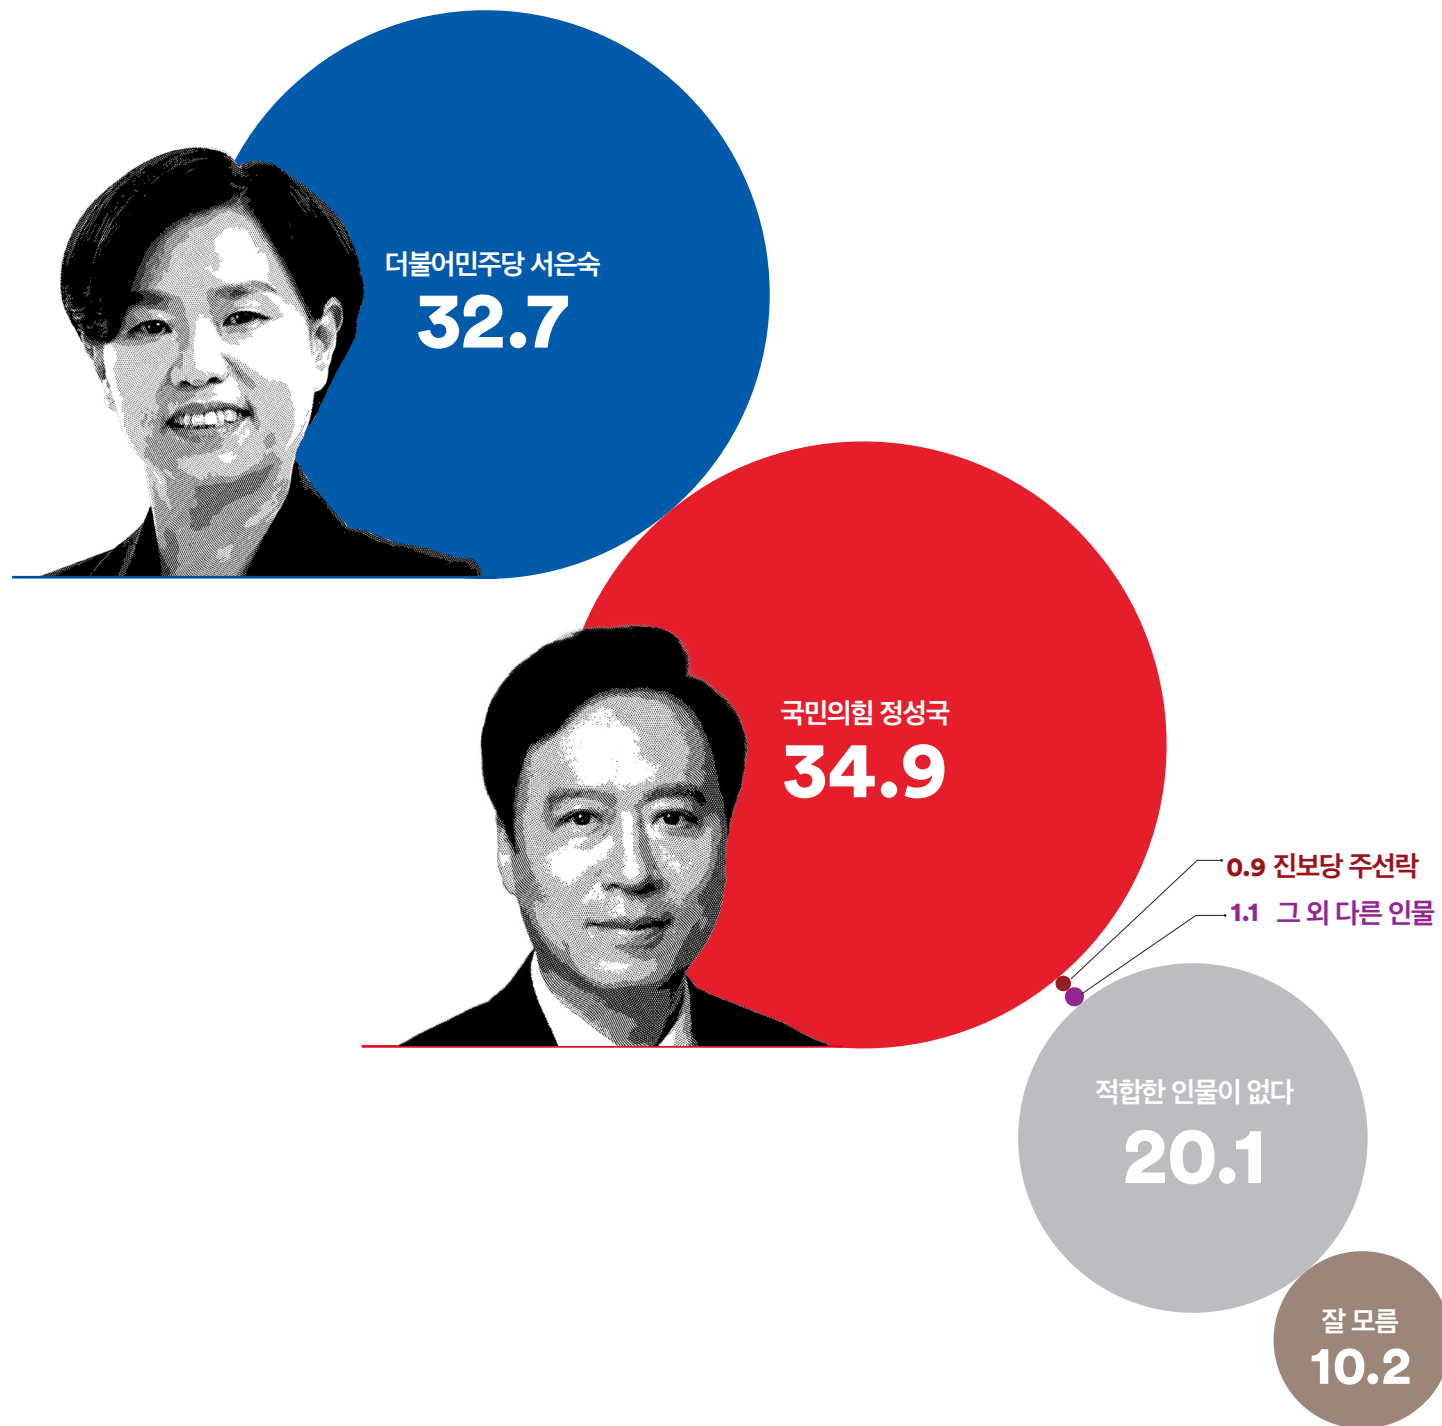 더불어민주당 서은숙
32.7
국민의힘 정성국
34.9
0.9 진보당 주선락
1.1 그 외 다른 인물
적합한 인물이 없다
20.1
잘 모름
10.2